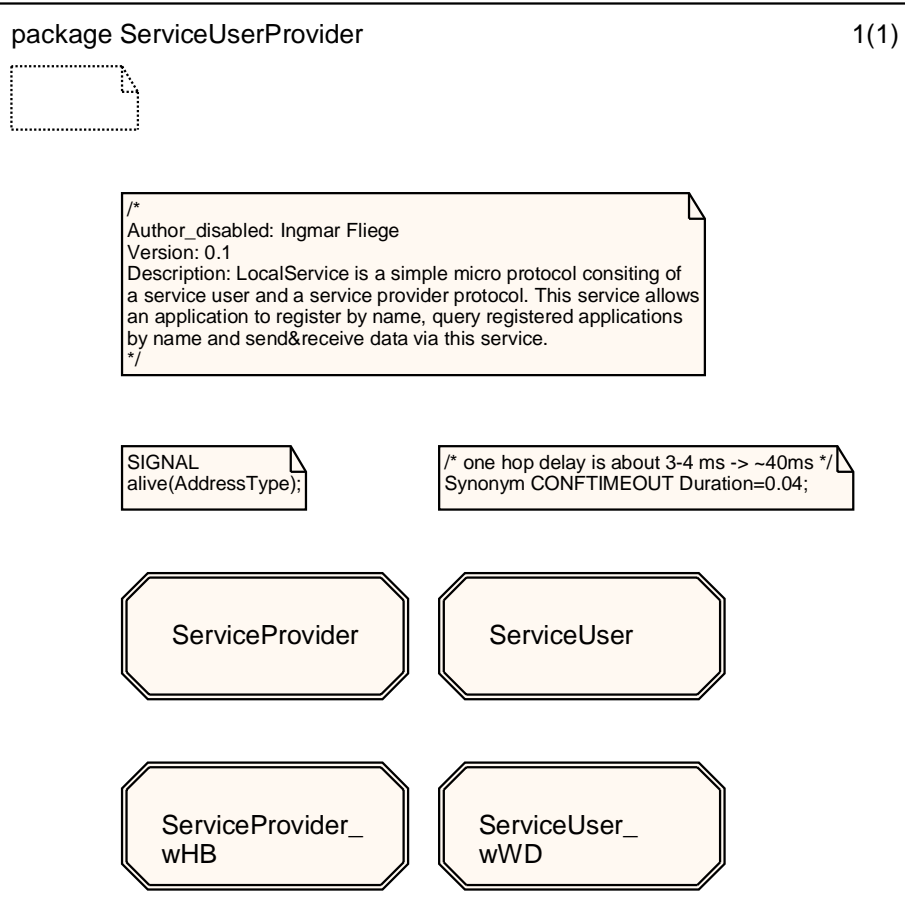 package ServiceUserProvider 1(1)
/*
Author_disabled: Ingmar Fliege
Version: 0.1
Description: LocalService is a simple micro protocol consiting of
a service user and a service provider protocol. This service allows
an application to register by name, query registered applications
by name and send&receive data via this service.
*/
SIGNAL
alive(AddressType);
/* one hop delay is about 3-4 ms -> ~40ms */
Synonym CONFTIMEOUT Duration=0.04;
ServiceProvider
ServiceUser
ServiceProvider_
wHB
ServiceUser_
wWD